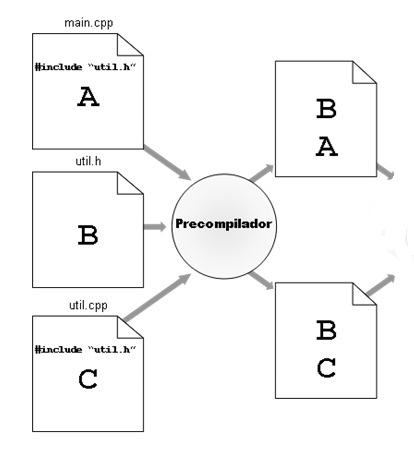 main.cpp
#include "util.h"
A
util.h
B
util.cpp
#include "util.h"
C
Precompilador
B
A
B
C